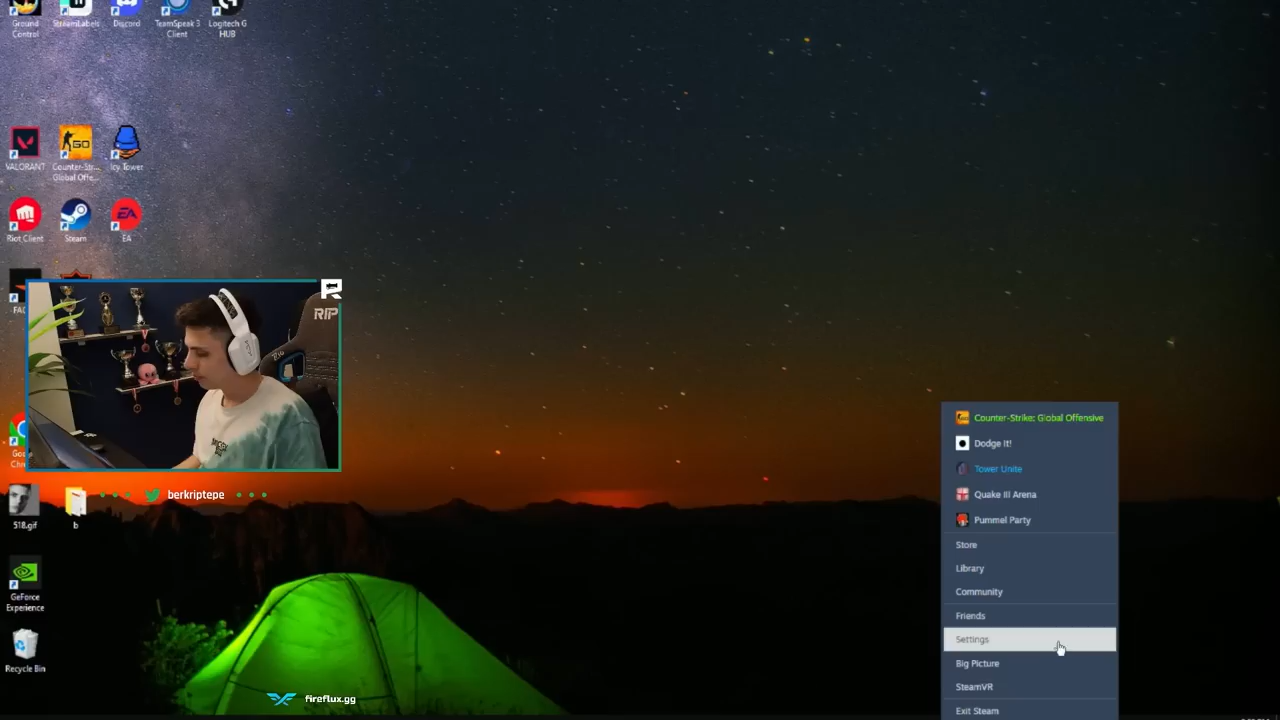 Ground
Control
StreamLabels
Discord
TeamSpeak 3
Client
Logitech G
HUB
VALORANT
Counter-Str...
Global Offe...
Icy Tower
Riot Client
Steam
EA
RIP
berkriptepe
518.gif
b
GeForce
Experience
Recycle Bin
fireflux.gg
Counter-Strike: Global Offensive
Dodge It!
Tower Unite
Quake III Arena
Pummel Party
Store
Library
Community
Friends
Settings
Big Picture
SteamVR
Exit Steam